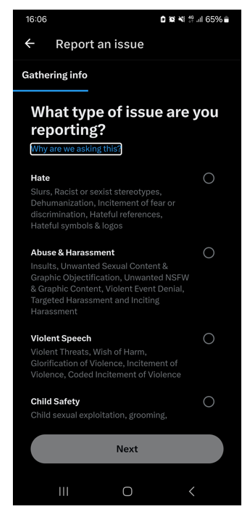 16:06
65%
Report an issue
Gathering info
What type of issue are you
reporting?
Why are we asking this?
Hate
Slurs, Racist or sexist stereotypes,
Dehumanization, Incitement of fear or
discrimination, Hateful references,
Hateful symbols & logos
Abuse & Harassment
Insults, Unwanted Sexual Content &
Graphic Objectification, Unwanted NSFW
& Graphic Content, Violent Event Denial,
Targeted Harassment and Inciting
Harassment
Violent Speech
Violent Threats, Wish of Harm,
Glorification of Violence, Incitement of
Violence, Coded Incitement of Violence
Child Safety
Child sexual exploitation, grooming,
Next